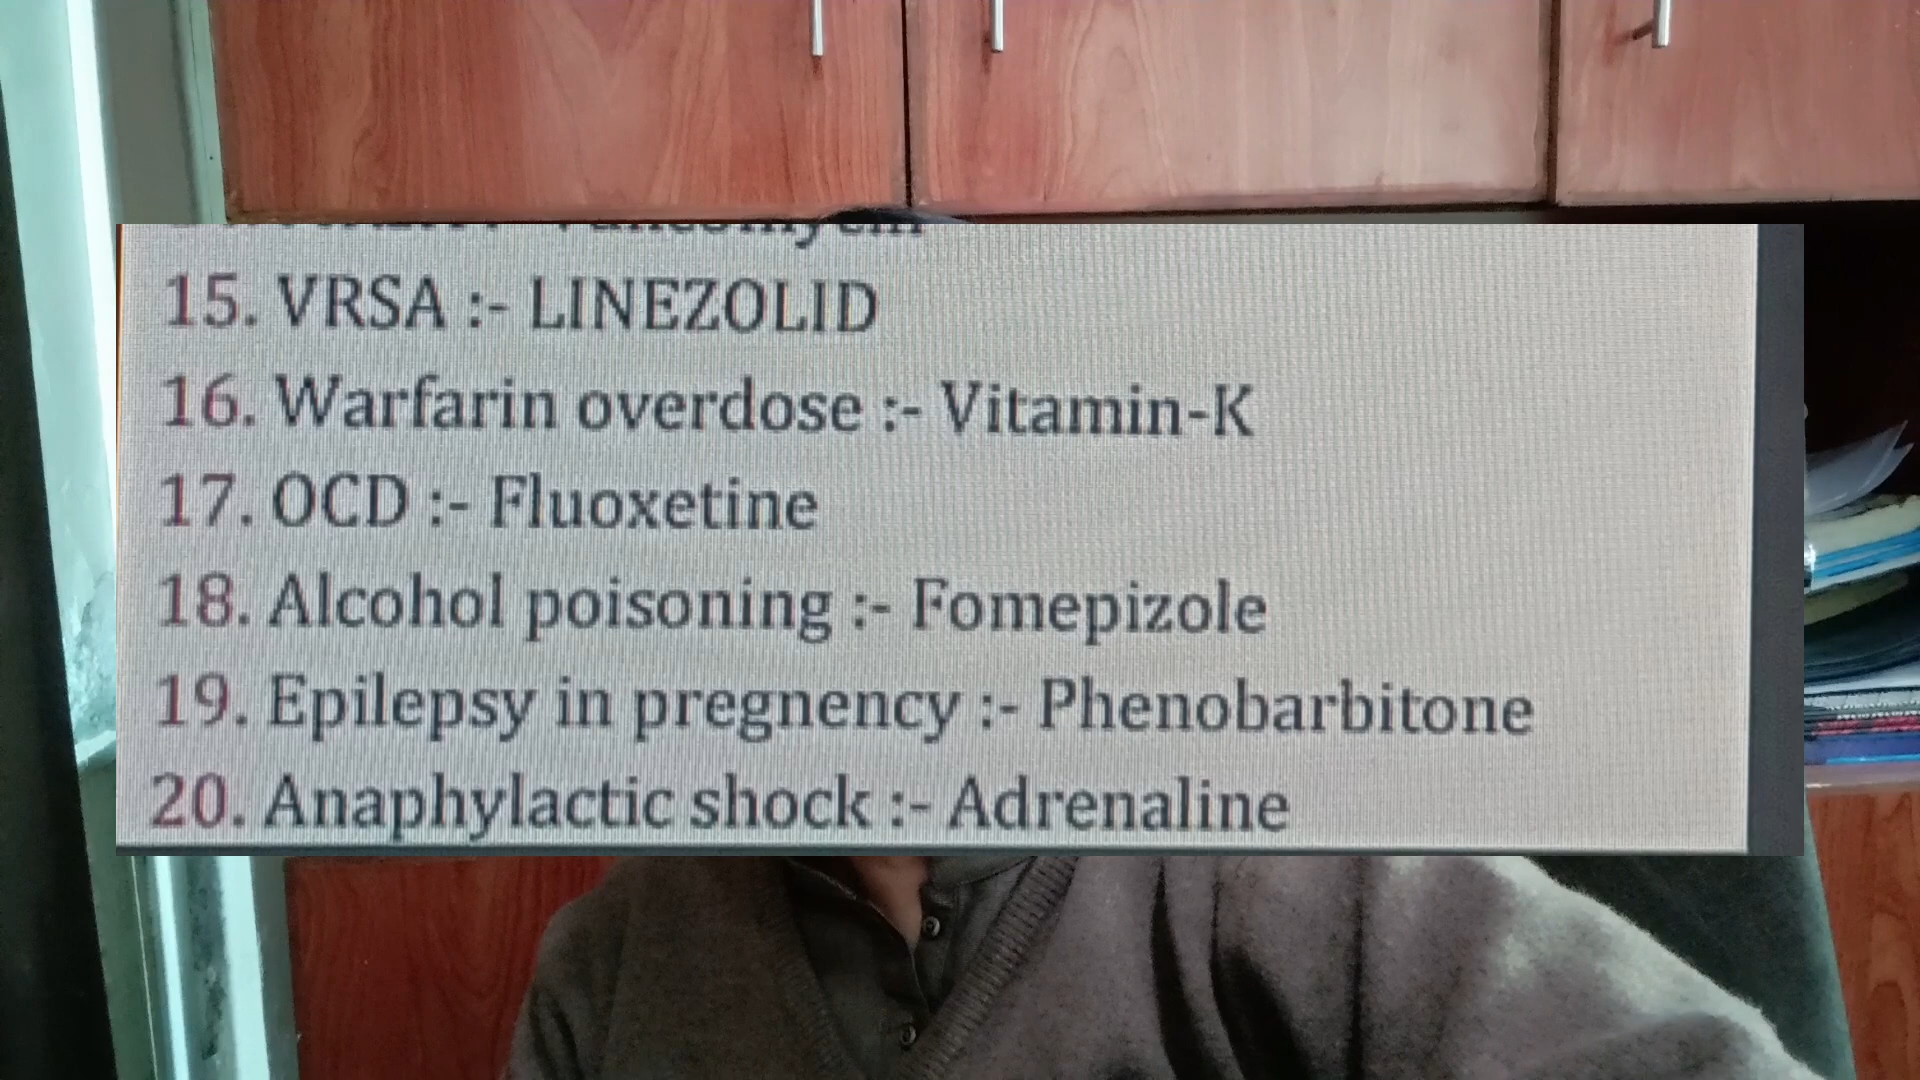 15. VRSA :- LINEZOLID
16. Warfarin overdose :- Vitamin-K
17. OCD :- Fluoxetine
18. Alcohol poisoning :- Fomepizole
19. Epilepsy in pregnency :- Phenobarbitone
20. Anaphylactic shock :- Adrenaline